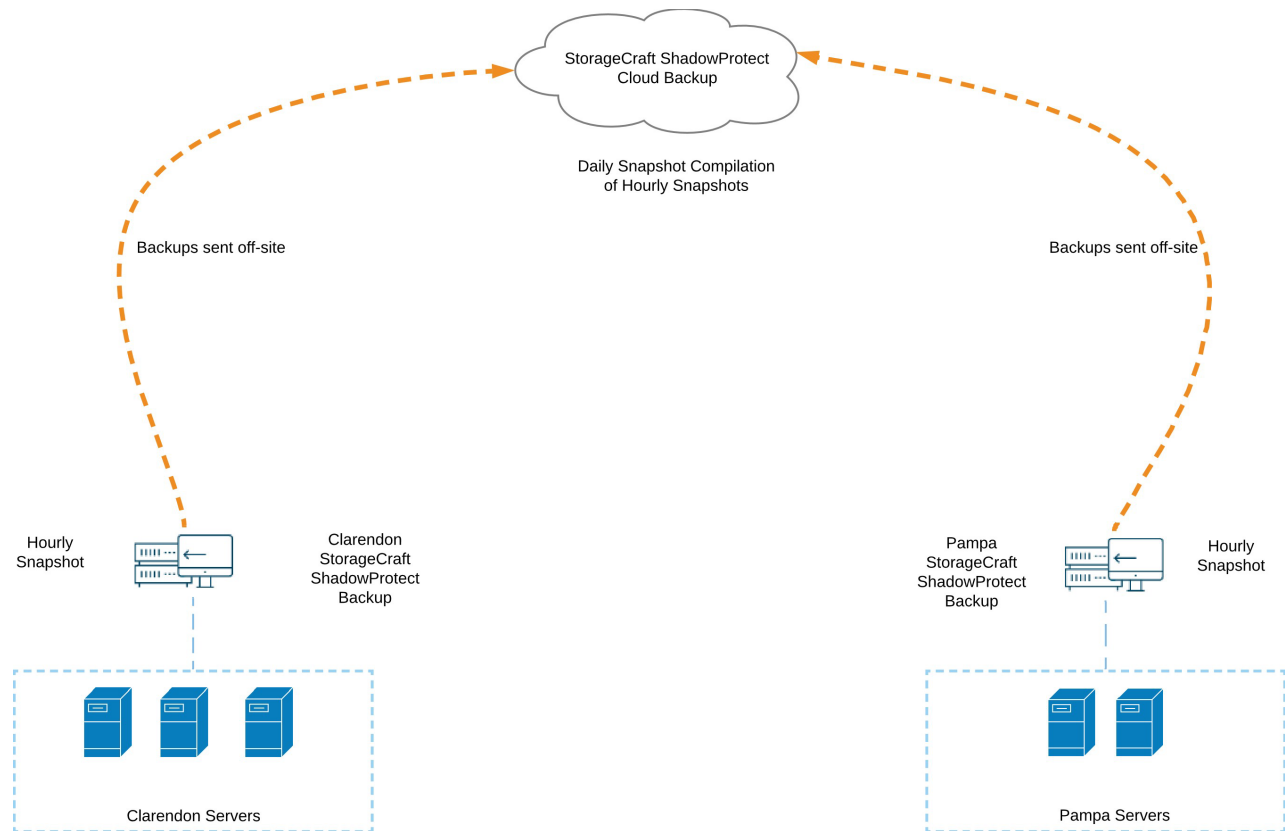 StorageCraft ShadowProtect
Cloud Backup
Daily Snapshot Compilation
of Hourly Snapshots
Backups sent off-site
Backups sent off-site
Hourly
Snapshot
Clarendon
StorageCraft
ShadowProtect
Backup
Pampa
StorageCraft
ShadowProtect
Backup
Hourly
Snapshot
Clarendon Servers
Pampa Servers